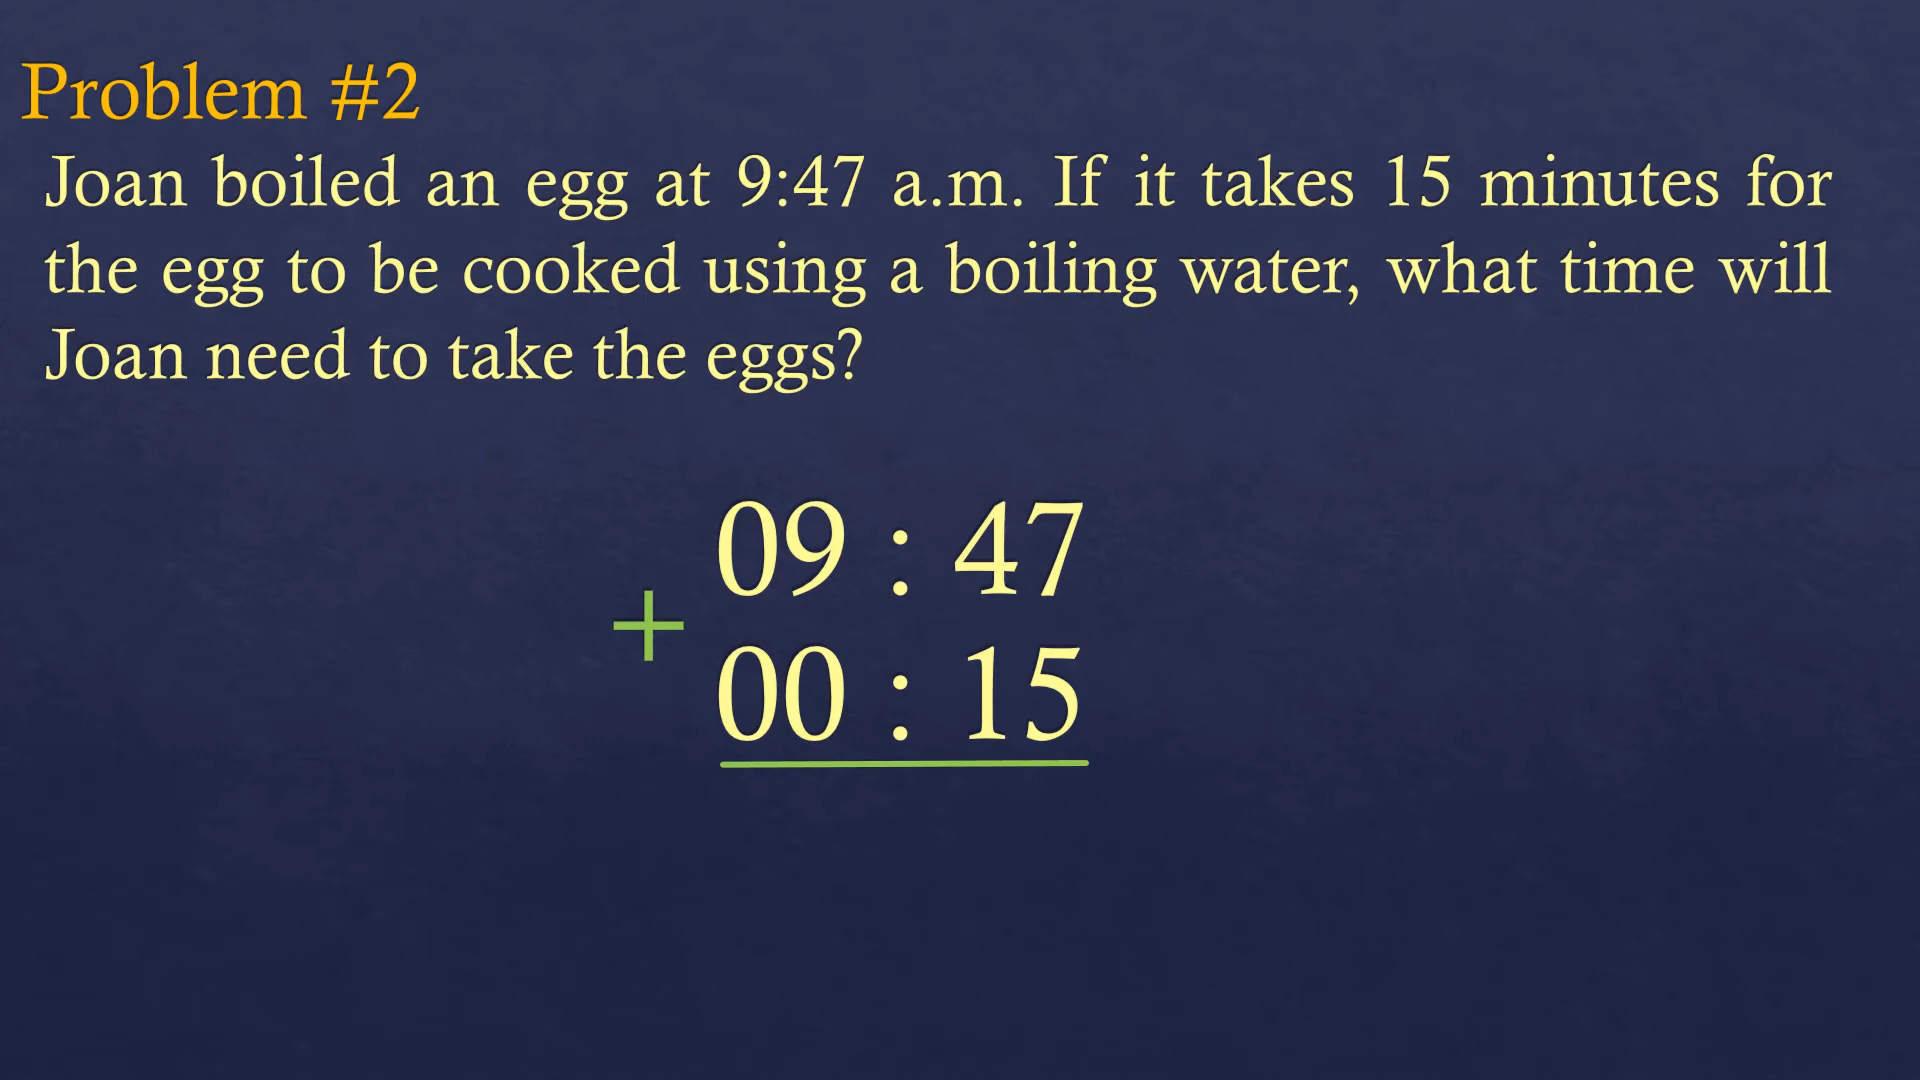 Problem #2
Joan boiled an egg at 9:47 a.m. If it takes 15 minutes for
the egg to be cooked using a boiling water, what time will
Joan need to take the eggs?
09 : 47
+
00 : 15